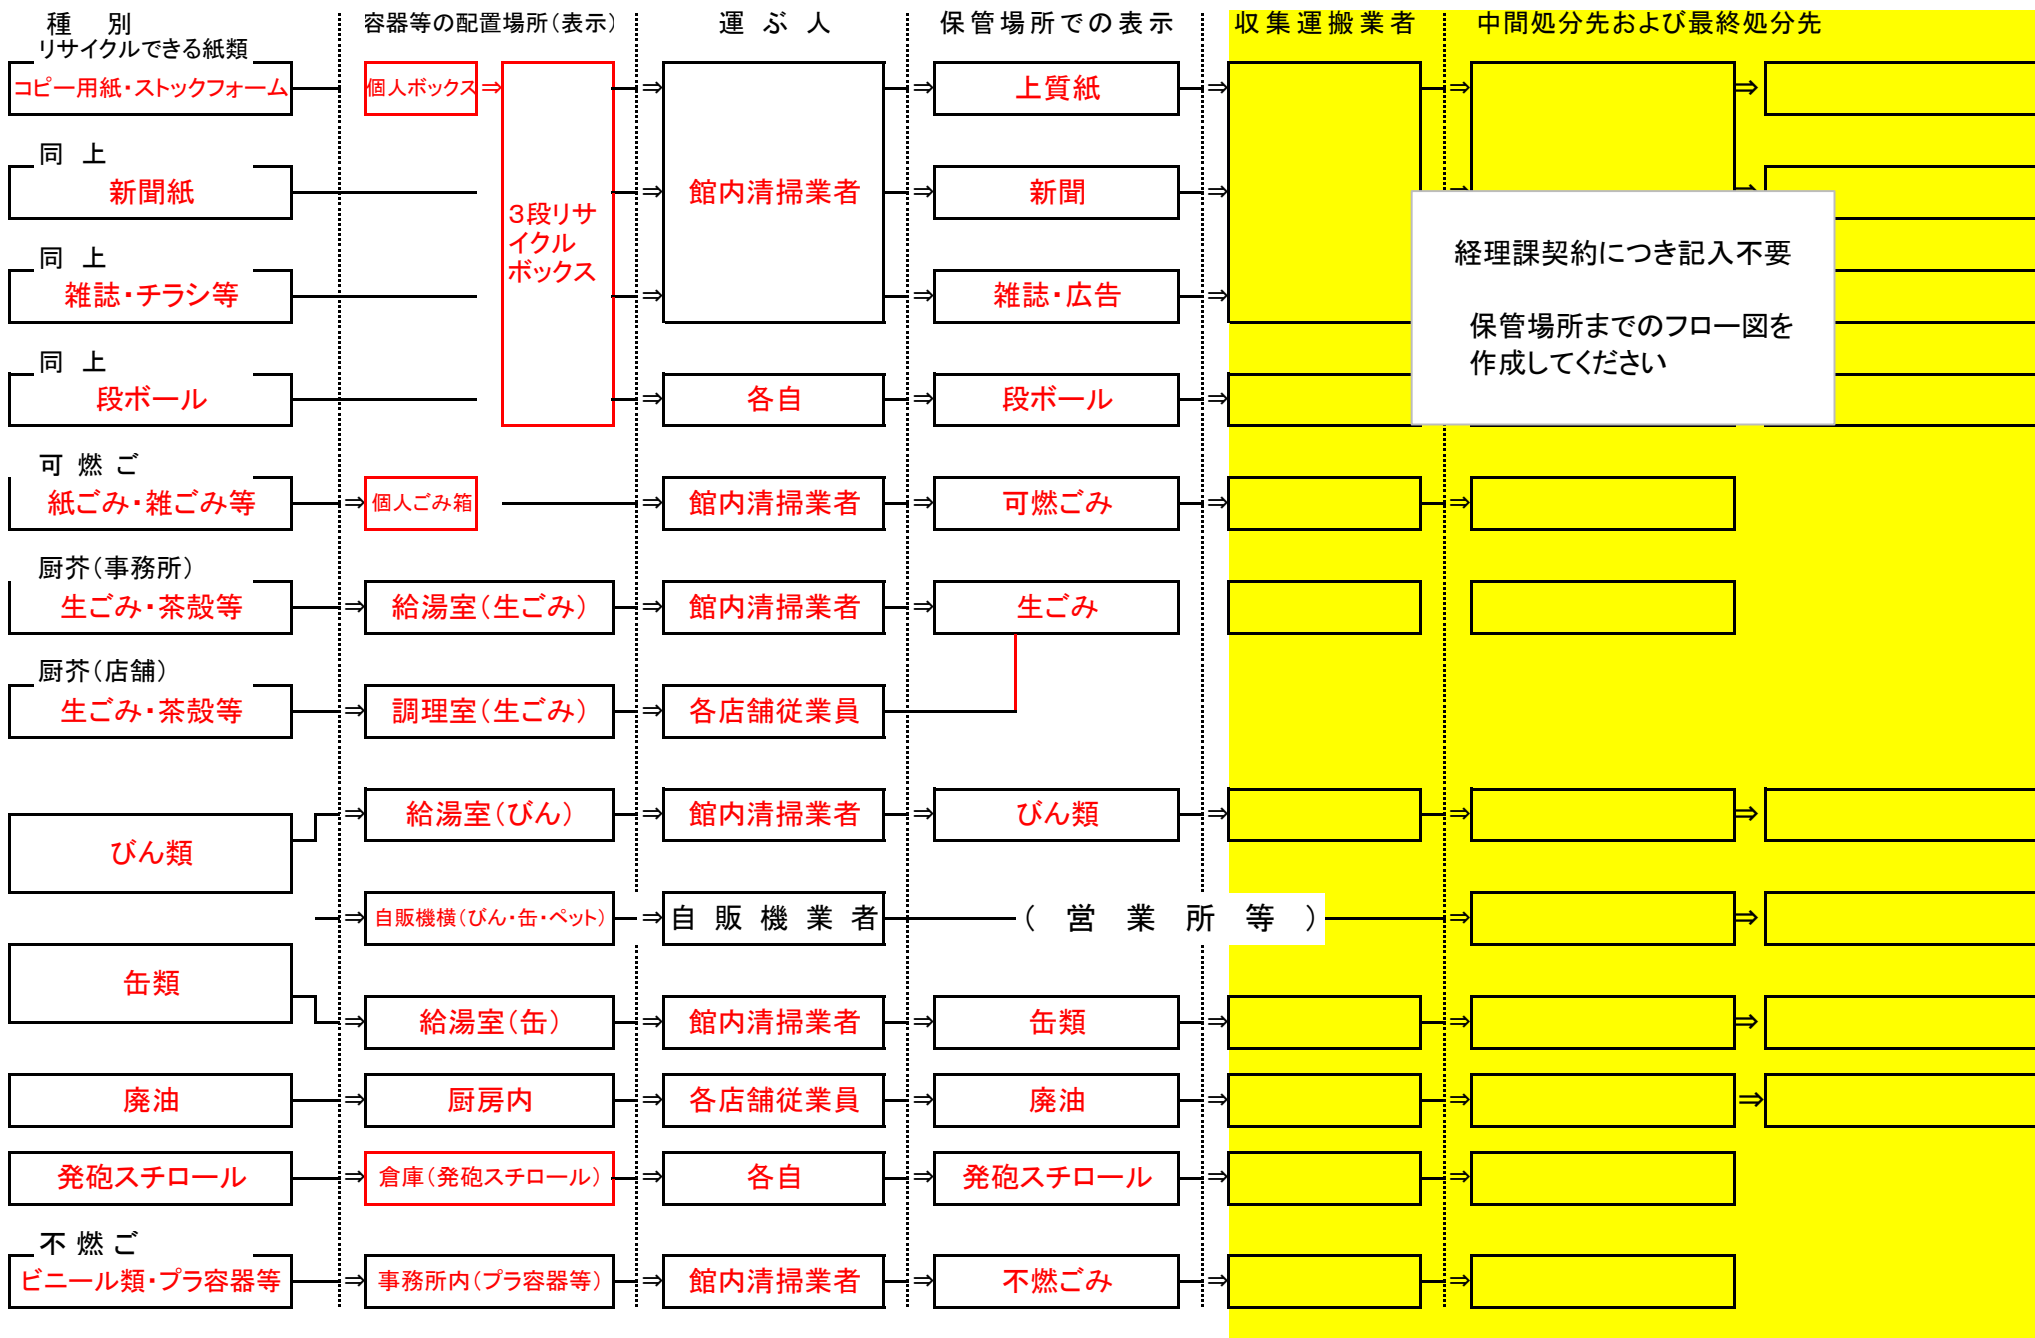 種　別　容器等の配置場所（表示）　運 ぶ 人　保管場所での表示　収集運搬業者　中間処分先および最終処分先
リサイクルできる紙類
コピー用紙・ストックフォーム　個人ボックス　⇒　⇒　⇒　上質紙　⇒　⇒　⇒
同 上
新聞紙　⇒　館内清掃業者　⇒　新聞　⇒　⇒　⇒
３段リサ
イクル
ボックス
同 上
雑誌・チラシ等　⇒　⇒　雑誌・広告　⇒
経理課契約につき記入不要
保管場所までのフロー図を
作成してください
同 上
段ボール　⇒　各自　⇒　段ボール　⇒
可 燃 ご
紙ごみ・雑ごみ等　⇒　個人ごみ箱　⇒　館内清掃業者　⇒　可燃ごみ　⇒　⇒
厨芥（事務所）
生ごみ・茶殻等　⇒　給湯室（生ごみ）　⇒　館内清掃業者　⇒　生ごみ
厨芥（店舗）
生ごみ・茶殻等　⇒　調理室（生ごみ）　⇒　各店舗従業員
びん類　⇒　給湯室（びん）　⇒　館内清掃業者　⇒　びん類　⇒　⇒　⇒
⇒　自販機横（びん・缶・ペット）　⇒　自 販 機 業 者　（ 営 業 所 等 ）　⇒　⇒
缶類　⇒　給湯室（缶）　⇒　館内清掃業者　⇒　缶類　⇒　⇒　⇒
廃油　⇒　厨房内　⇒　各店舗従業員　⇒　廃油　⇒　⇒　⇒
発砲スチロール　⇒　倉庫（発砲スチロール）　⇒　各自　⇒　発砲スチロール　⇒　⇒
不 燃 ご
ビニール類・プラ容器等　⇒　事務所内（プラ容器等）　⇒　館内清掃業者　⇒　不燃ごみ　⇒　⇒